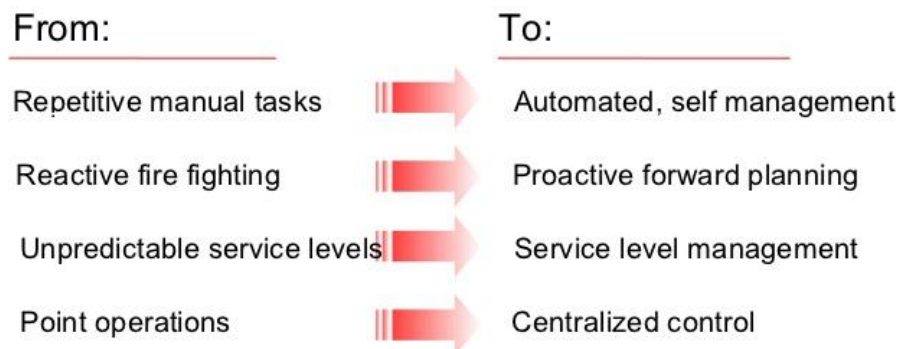 From: To:
Repetitive manual tasks Automated, self management
Reactive fire fighting Proactive forward planning
Unpredictable service levels Service level management
Point operations Centralized control